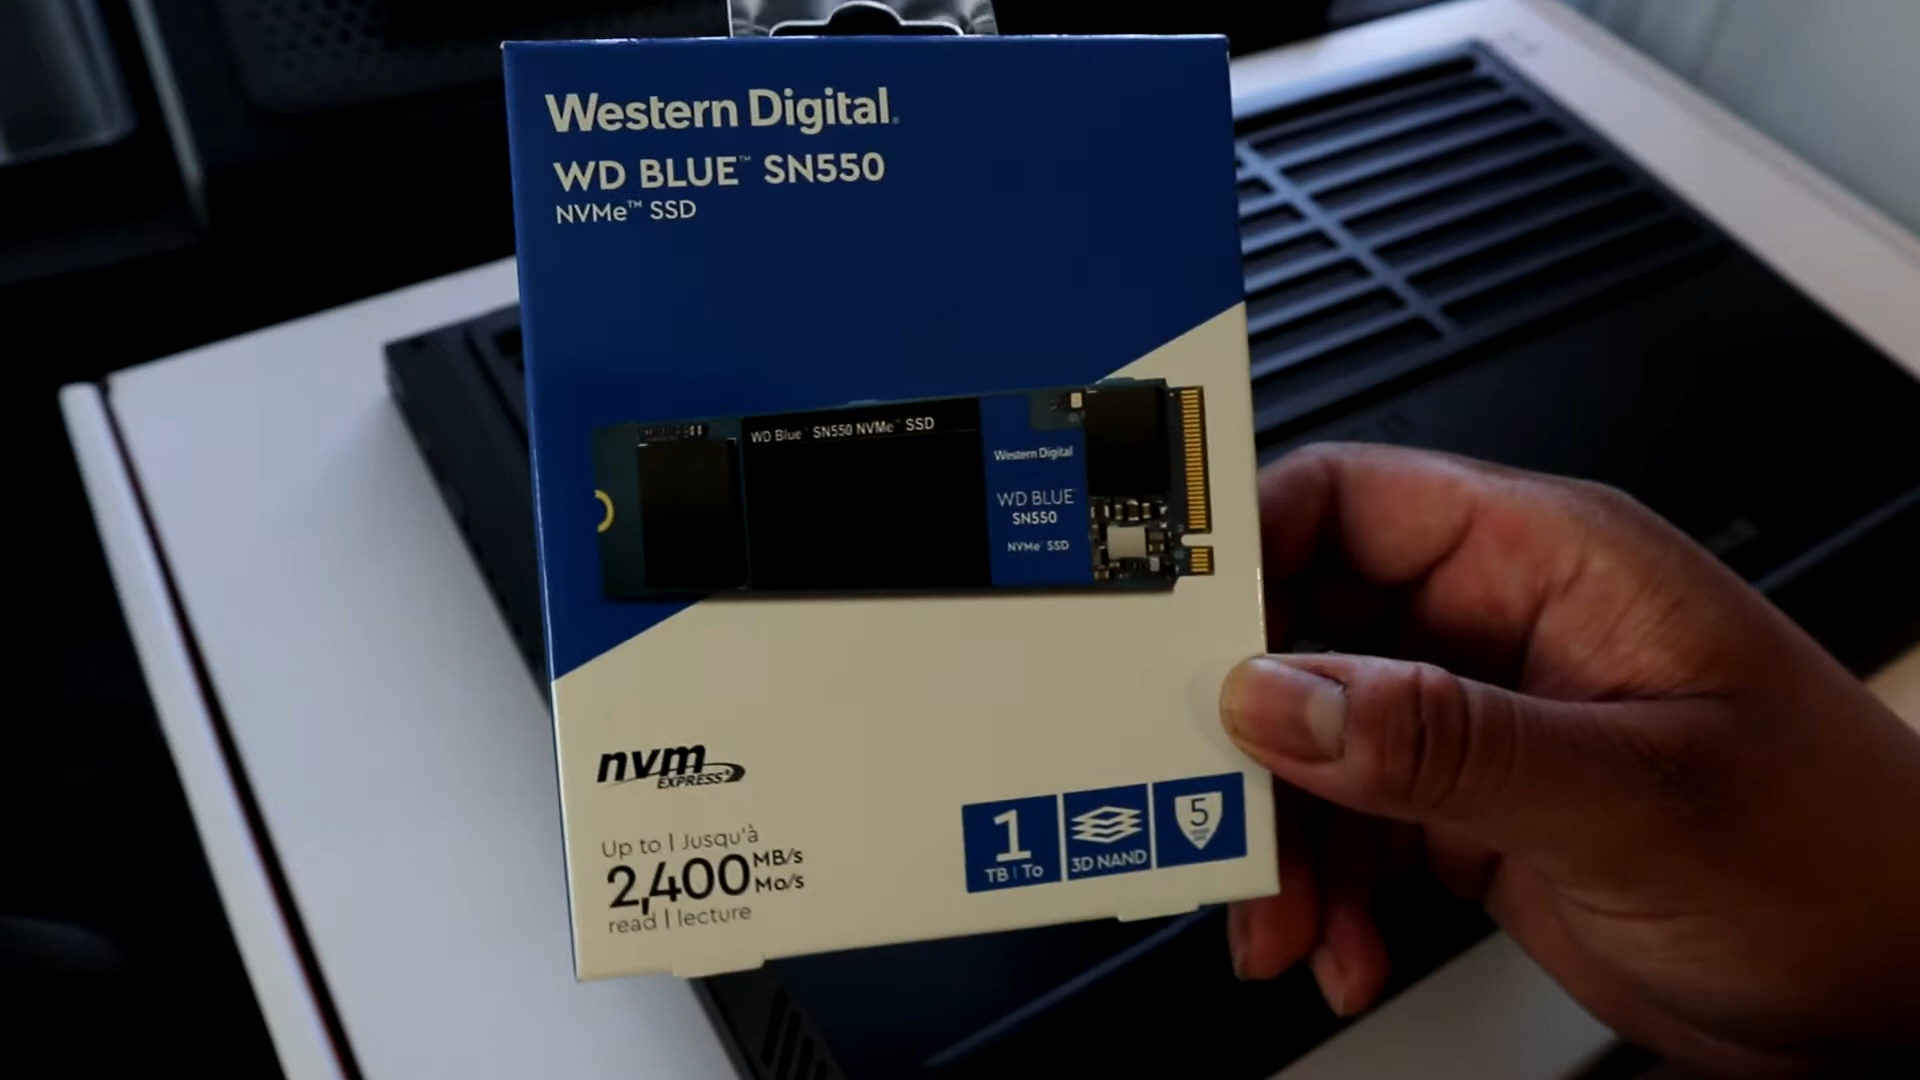 Western Digital.
WD BLUE™ SN550
NVMe™ SSD
WD Blue™ SN550 NVMe™ SSD
Western Digital
WD BLUE™
SN550
NVMe™ SSD
nvm
EXPRESS®
Up to | Jusqu'à
2,400 MB/s
Mo/s
read | lecture
1
TB | To
3D NAND
5